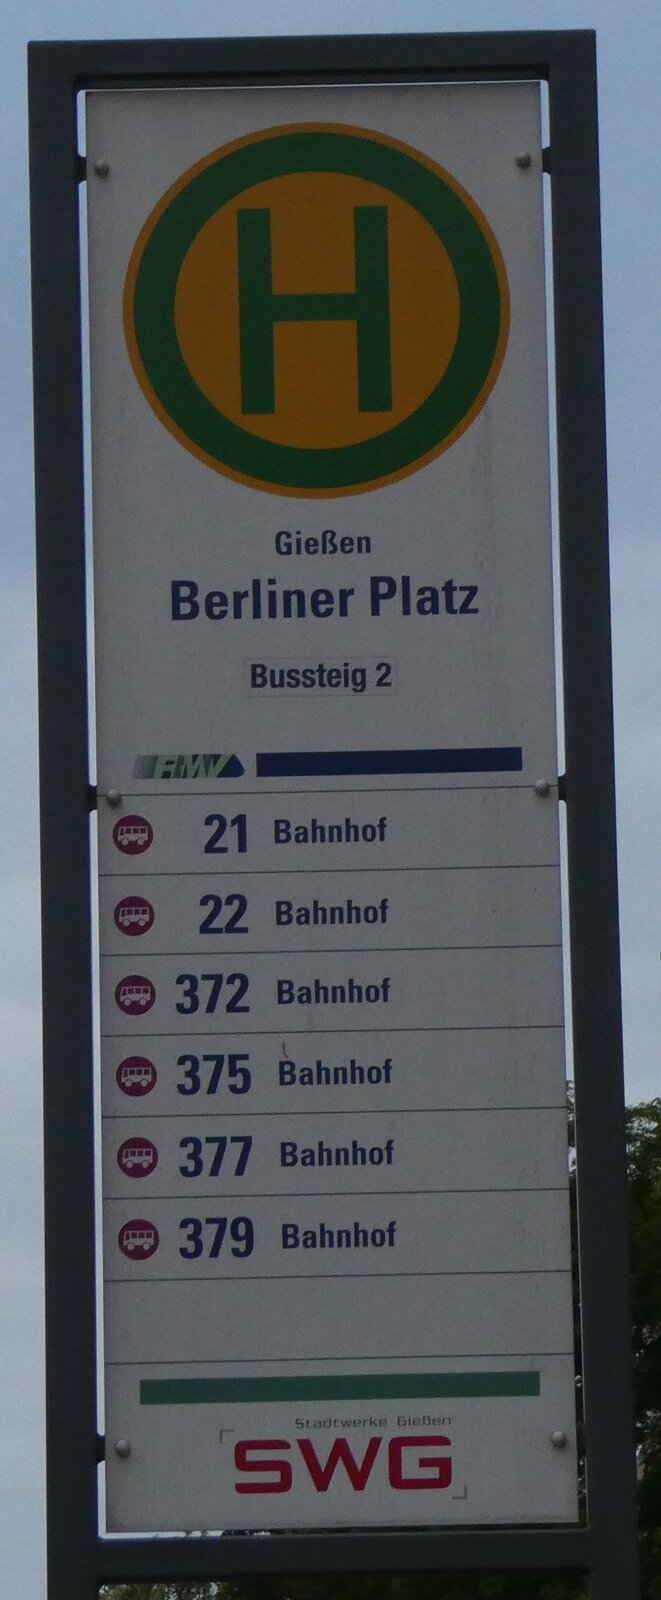 H
Gießen
Berliner Platz
Bussteig 2
RMV
21 Bahnhof
22 Bahnhof
372 Bahnhof
375 Bahnhof
377 Bahnhof
379 Bahnhof
Stadtwerke Gießen
SWG